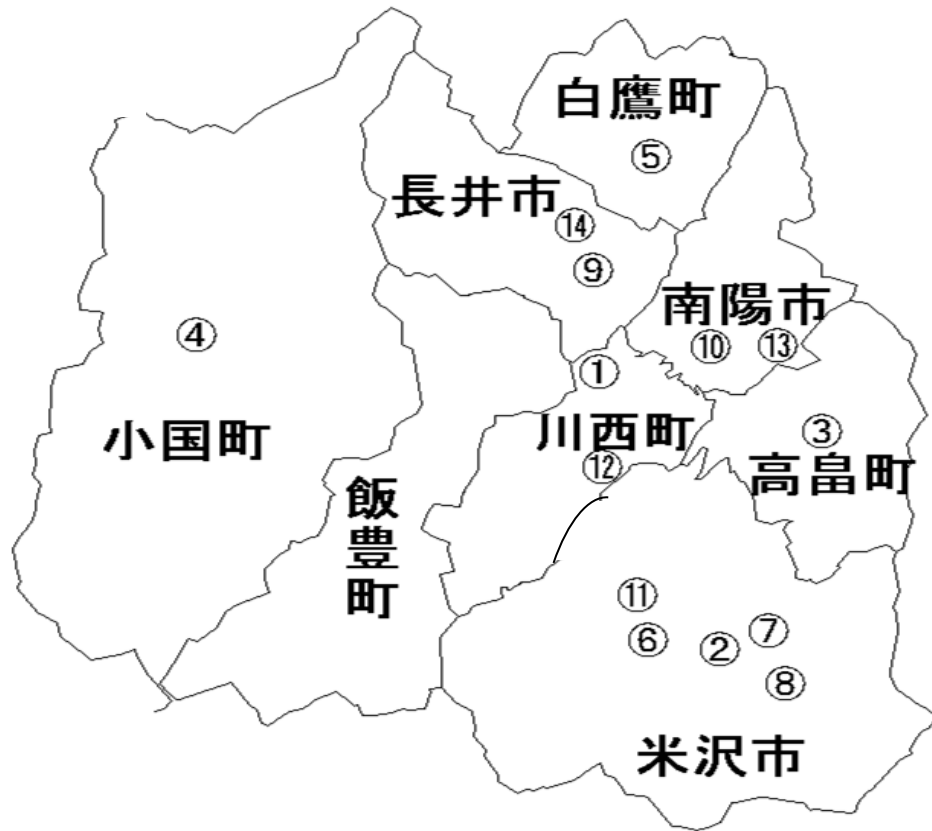 白鷹町
⑤
長井市
⑭
⑨
南陽市
⑩ ⑬
④
小国町
①
川西町
⑫
③
高畠町
飯豊町
⑪
⑥ ② ⑦
⑧
米沢市